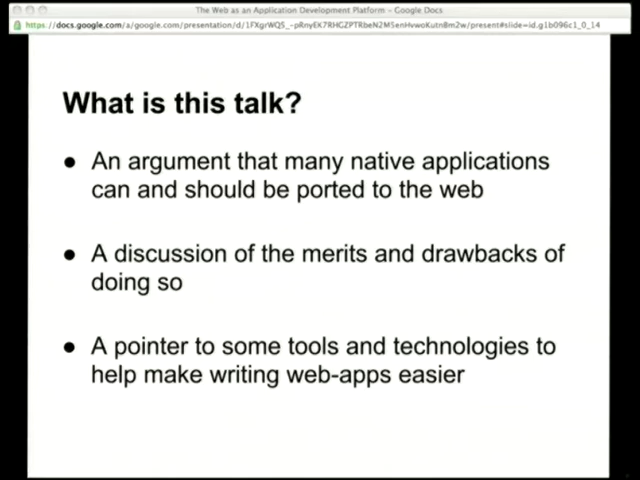 The Web as an Application Development Platform – Google Docs
What is this talk?
● An argument that many native applications
can and should be ported to the web
● A discussion of the merits and drawbacks of
doing so
● A pointer to some tools and technologies to
help make writing web-apps easier